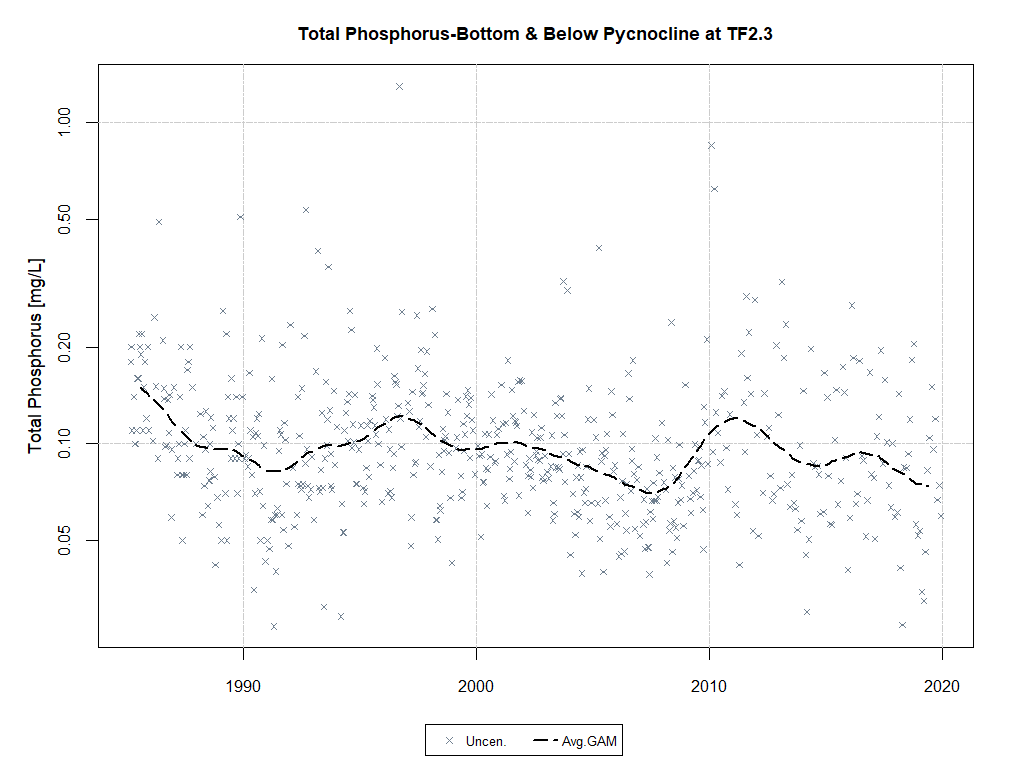 Total Phosphorus-Bottom & Below Pycnocline at TF2.3
Total Phosphorus [mg/L]
1.00
0.50
0.20
0.10
0.05
1990 2000 2010 2020
Uncen. Avg.GAM